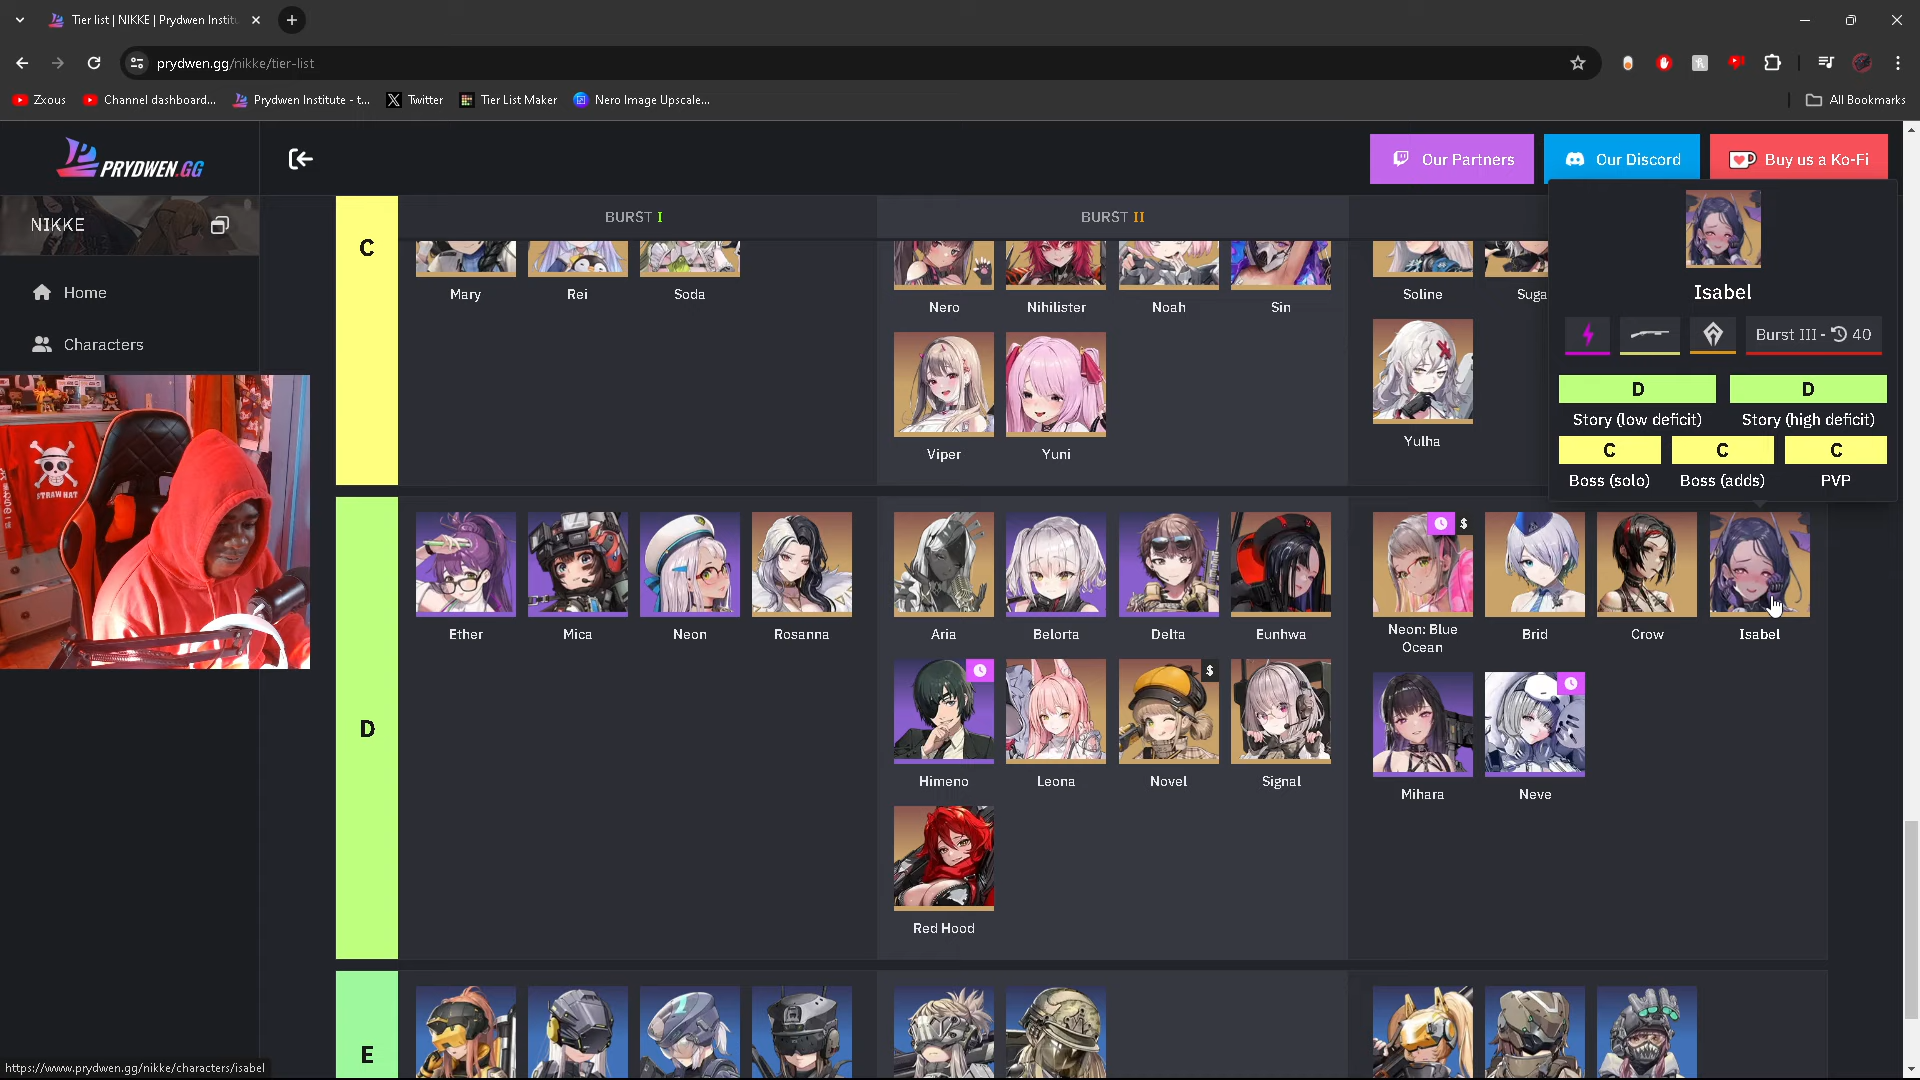 Tier list | NIKKE | Prydwen Instit
prydwen.gg/nikke/tier-list
Zxous
Channel dashboard...
Prydwen Institute - t...
Twitter
Tier List Maker
Nero Image Upscale...
All Bookmarks
PRYDWEN.GG
Our Partners
Our Discord
Buy us a Ko-Fi
NIKKE
Home
Characters
STRAW HAT
BURST I
BURST II
C
Mary
Rei
Soda
Nero
Nihilister
Noah
Sin
Soline
Suga
Viper
Yuni
Yulha
Isabel
Burst III - 40
D
D
Story (low deficit)
Story (high deficit)
C
C
C
Boss (solo)
Boss (adds)
PVP
D
Ether
Mica
Neon
Rosanna
Aria
Belorta
Delta
Eunhwa
$
Neon: Blue
Ocean
Brid
Crow
Isabel
$
Himeno
Leona
Novel
Signal
Mihara
Neve
Red Hood
E
https://www.prydwen.gg/nikke/characters/isabel